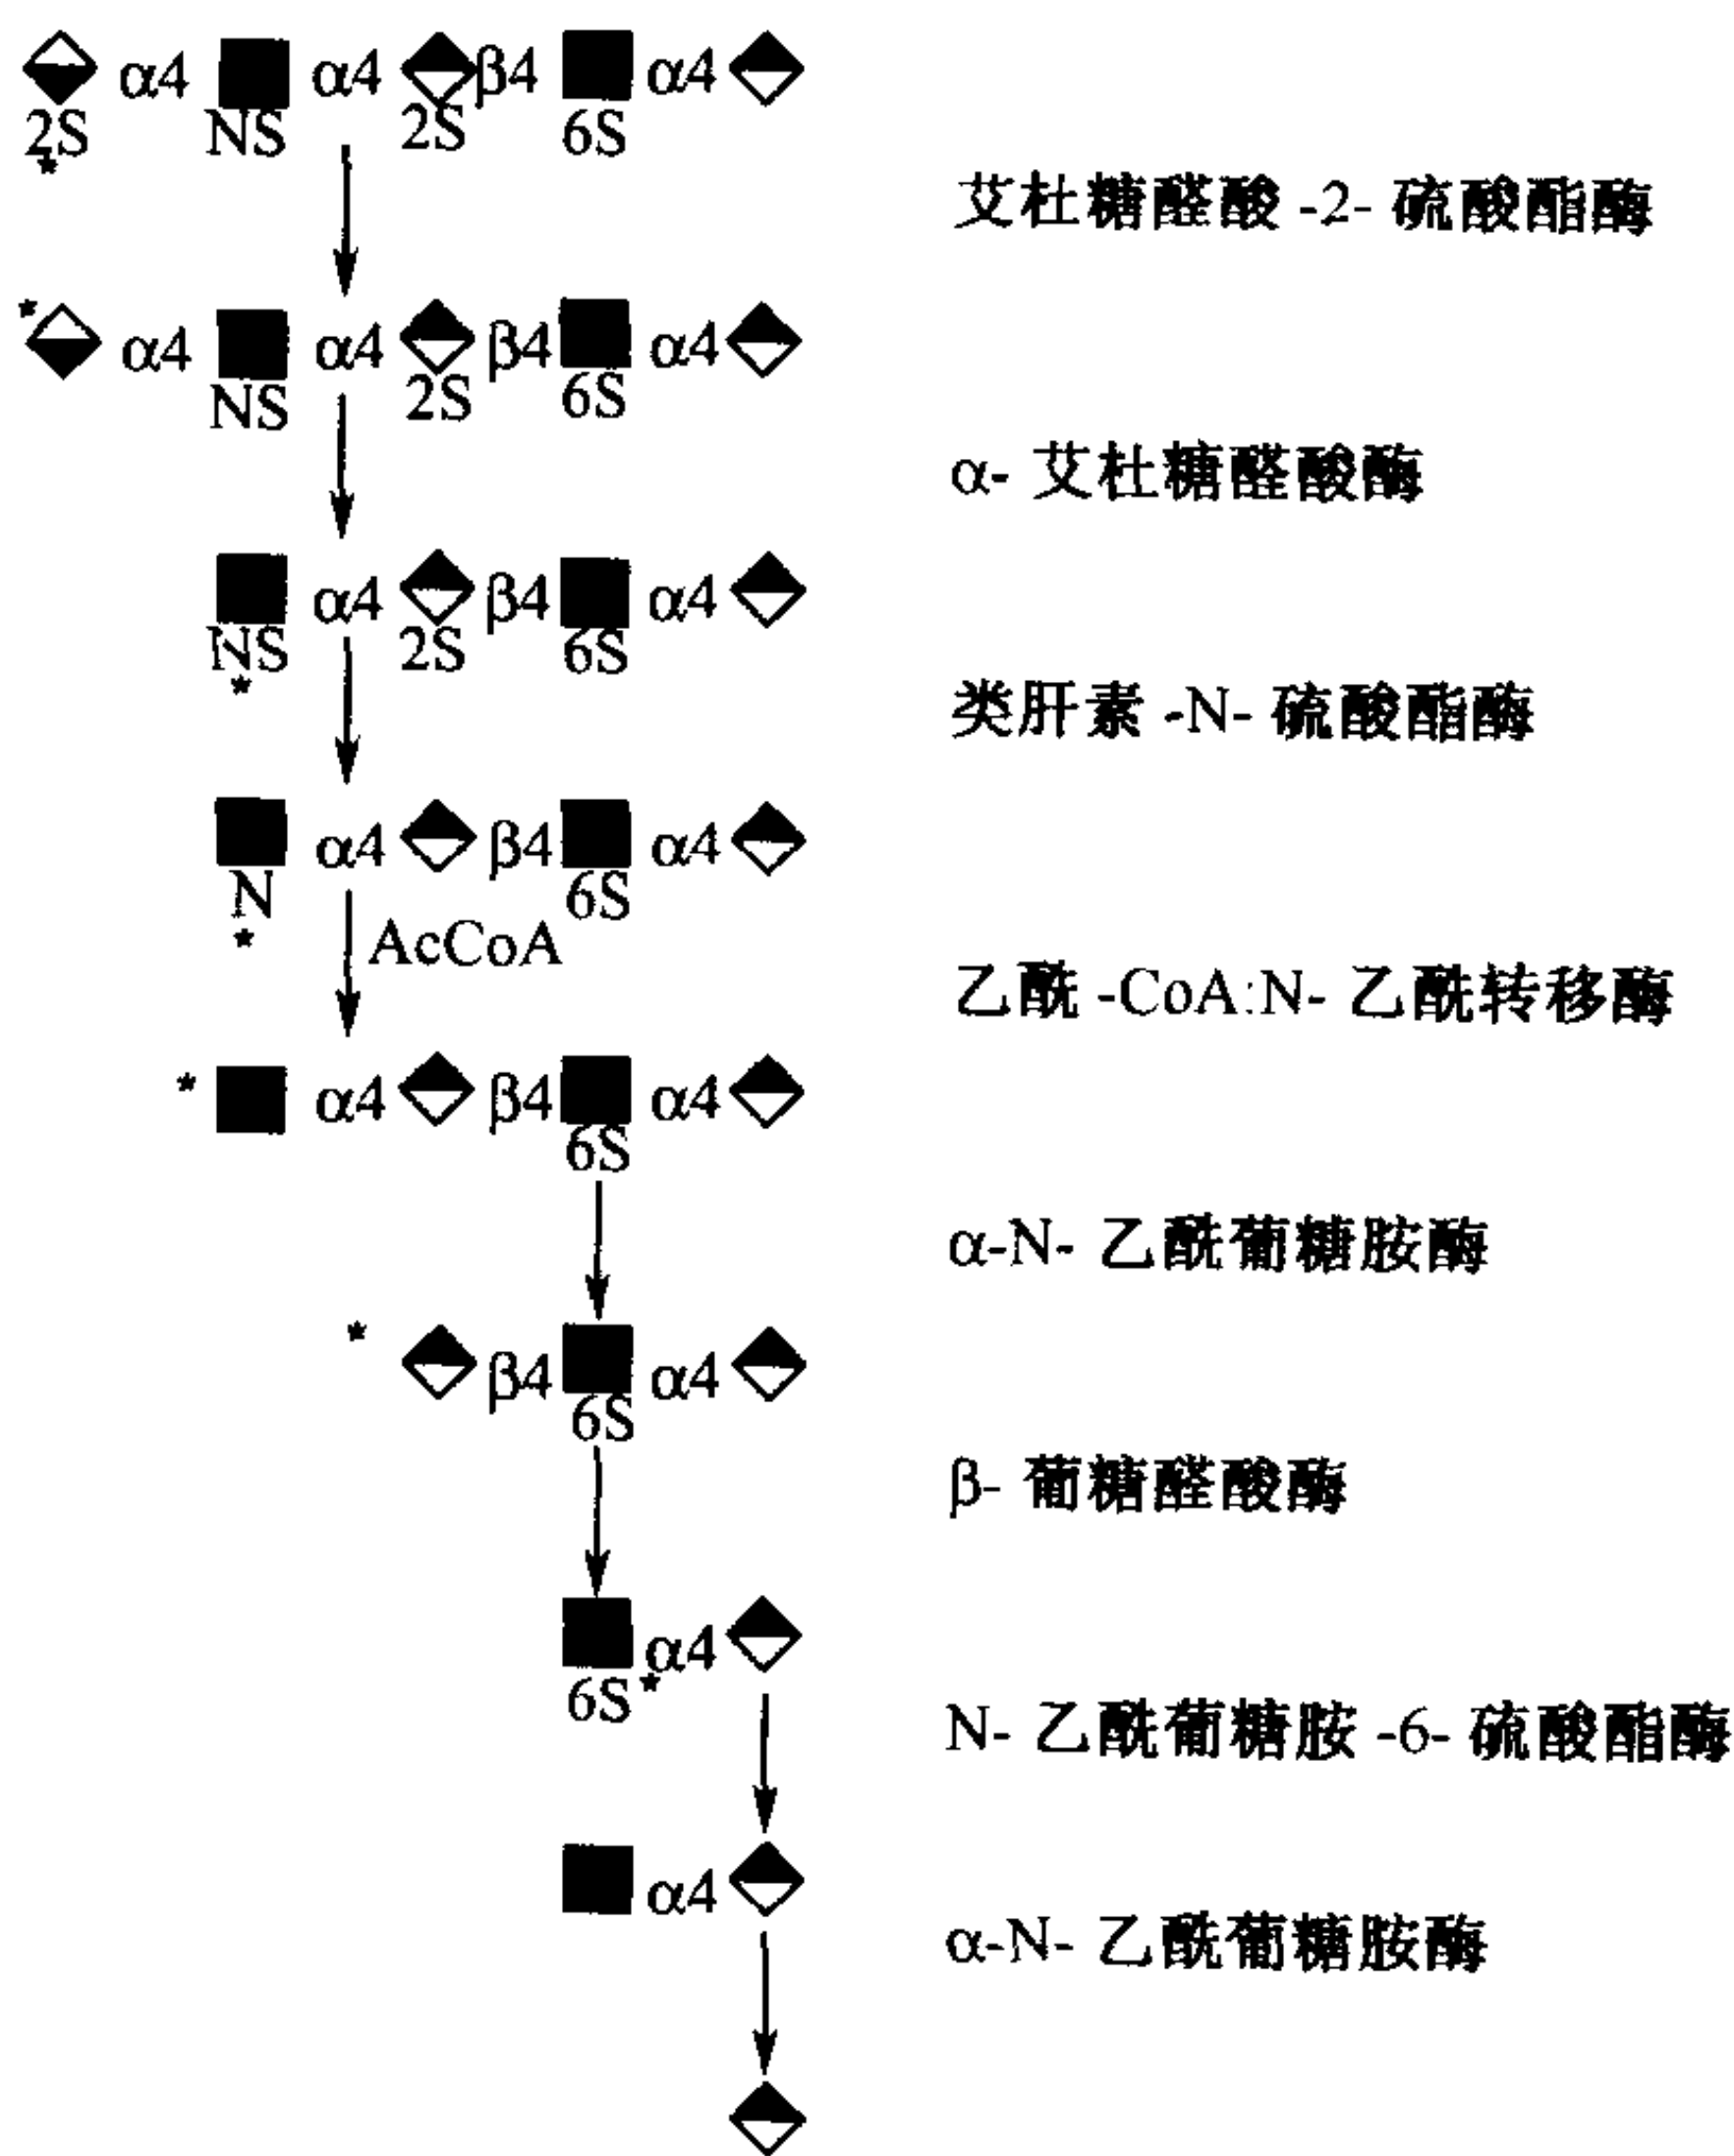 α4 α4 β4 α4
2S NS 2S 6S
艾杜糖醛酸 -2- 硫酸酯酶
α4 α4 β4 α4
NS 2S 6S
α- 艾杜糖醛酸酶
α4 β4 α4
NS 2S 6S
类肝素 -N- 硫酸酯酶
α4 β4 α4
N 6S
AcCoA
乙酰 -CoA:N- 乙酰转移酶
α4 β4 α4
6S
α-N- 乙酰葡糖胺酶
β4 α4
6S
β- 葡糖醛酸酶
α4
6S
N- 乙酰葡糖胺 -6- 硫酸酯酶
α4
α-N- 乙酰葡糖胺酶